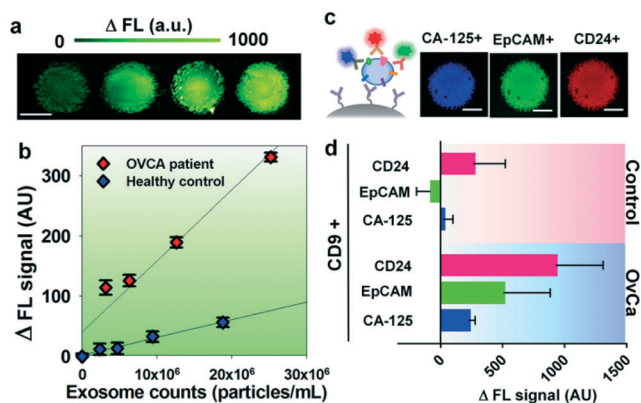 a
Δ FL (a.u.)
0
1000
b
OVCA patient
Healthy control
300
200
100
0
0
10x10⁶
20x10⁶
30x10⁶
Δ FL signal (AU)
Exosome counts (particles/mL)
c
CA-125+
EpCAM+
CD24+
d
CD9 +
CD24
EpCAM
CA-125
Control
CD24
EpCAM
CA-125
OvCa
0
500
1000
1500
Δ FL signal (AU)